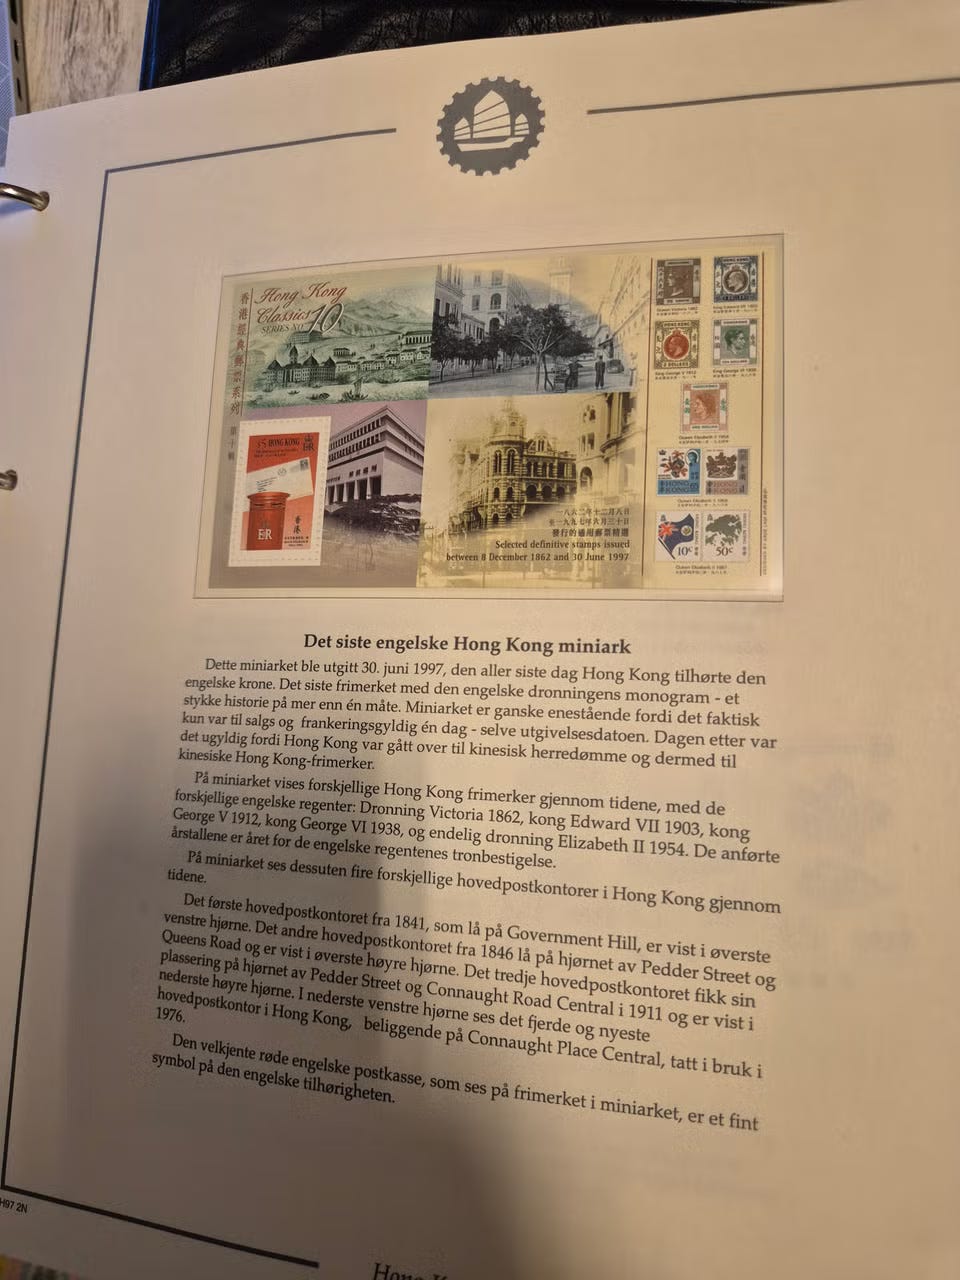 香港經典郵票系列 第十輯
Hong Kong
Classics
SERIES NO. 10
$5 HONG KONG
ER
香港
一八六二年十二月八日
至一九九七年六月三十日
發行的通用郵票精選
Selected definitive stamps issued
between 8 December 1862 and 30 June 1997
Queen Victoria 1862
King Edward VII 1903
King George V 1912
King George VI 1938
Queen Elizabeth II 1954
HONG KONG
Queen Elizabeth II
10c
50c
Queen Elizabeth II
Det siste engelske Hong Kong miniark
Dette miniarket ble utgitt 30. juni 1997, den aller siste dag Hong Kong tilhørte den
engelske krone. Det siste frimerket med den engelske dronningens monogram - et
stykke historie på mer enn én måte. Miniarket er ganske enestående fordi det faktisk
kun var til salgs og frankeringsgyldig én dag - selve utgivelsesdatoen. Dagen etter var
det ugyldig fordi Hong Kong var gått over til kinesisk herredømme og dermed til
kinesiske Hong Kong-frimerker.
På miniarket vises forskjellige Hong Kong frimerker gjennom tidene, med de
forskjellige engelske regenter: Dronning Victoria 1862, kong Edward VII 1903, kong
George V 1912, kong George VI 1938, og endelig dronning Elizabeth II 1954. De anførte
årstallene er året for de engelske regentenes tronbestigelse.
På miniarket ses dessuten fire forskjellige hovedpostkontorer i Hong Kong gjennom
tidene.
Det første hovedpostkontoret fra 1841, som lå på Government Hill, er vist i øverste
venstre hjørne. Det andre hovedpostkontoret fra 1846 lå på hjørnet av Pedder Street og
Queens Road og er vist i øverste høyre hjørne. Det tredje hovedpostkontoret fikk sin
plassering på hjørnet av Pedder Street og Connaught Road Central i 1911 og er vist i
nederste høyre hjørne. I nederste venstre hjørne ses det fjerde og nyeste
hovedpostkontor i Hong Kong, beliggende på Connaught Place Central, tatt i bruk i
1976.
Den velkjente røde engelske postkasse, som ses på frimerket i miniarket, er et fint
symbol på den engelske tilhørigheten.
H97 2N
Hong